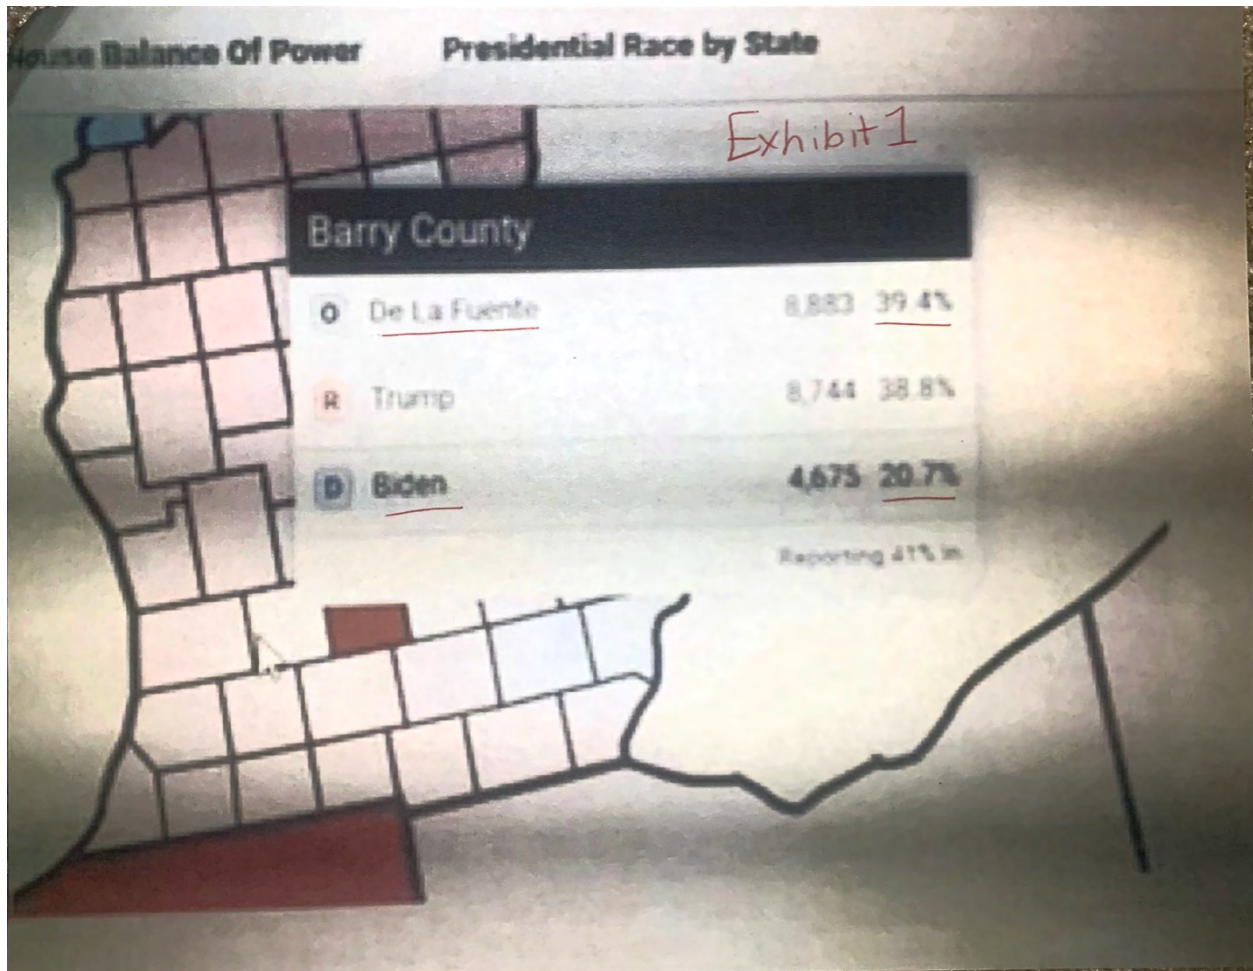 House Balance Of Power Presidential Race by State
Exhibit 1
Barry County
O De La Fuente 8,883 39.4%
R Trump 8,744 38.8%
D Biden 4,675 20.7%
Reporting 41% in